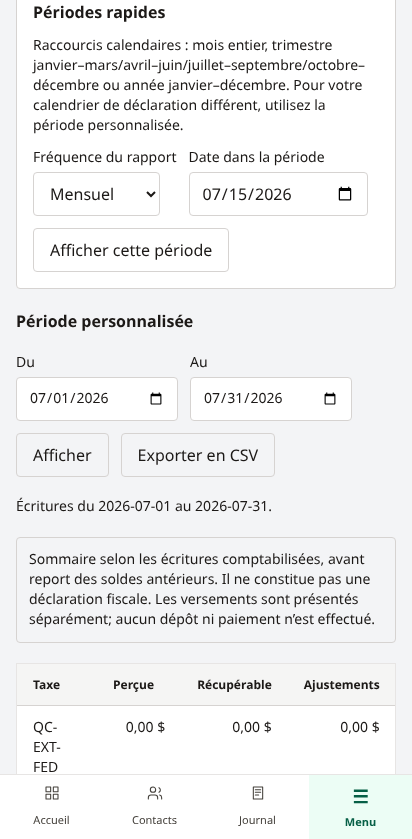 Périodes rapides
Raccourcis calendaires : mois entier, trimestre
janvier–mars/avril–juin/juillet–septembre/octobre–
décembre ou année janvier–décembre. Pour votre
calendrier de déclaration différent, utilisez la
période personnalisée.
Fréquence du rapport Date dans la période
Mensuel 07/15/2026
Afficher cette période
Période personnalisée
Du Au
07/01/2026 07/31/2026
Afficher Exporter en CSV
Écritures du 2026-07-01 au 2026-07-31.
Sommaire selon les écritures comptabilisées, avant
report des soldes antérieurs. Il ne constitue pas une
déclaration fiscale. Les versements sont présentés
séparément; aucun dépôt ni paiement n’est effectué.
Taxe Perçue Récupérable Ajustements
QC- 0,00 $ 0,00 $ 0,00 $
EXT-
FED
Accueil Contacts Journal Menu